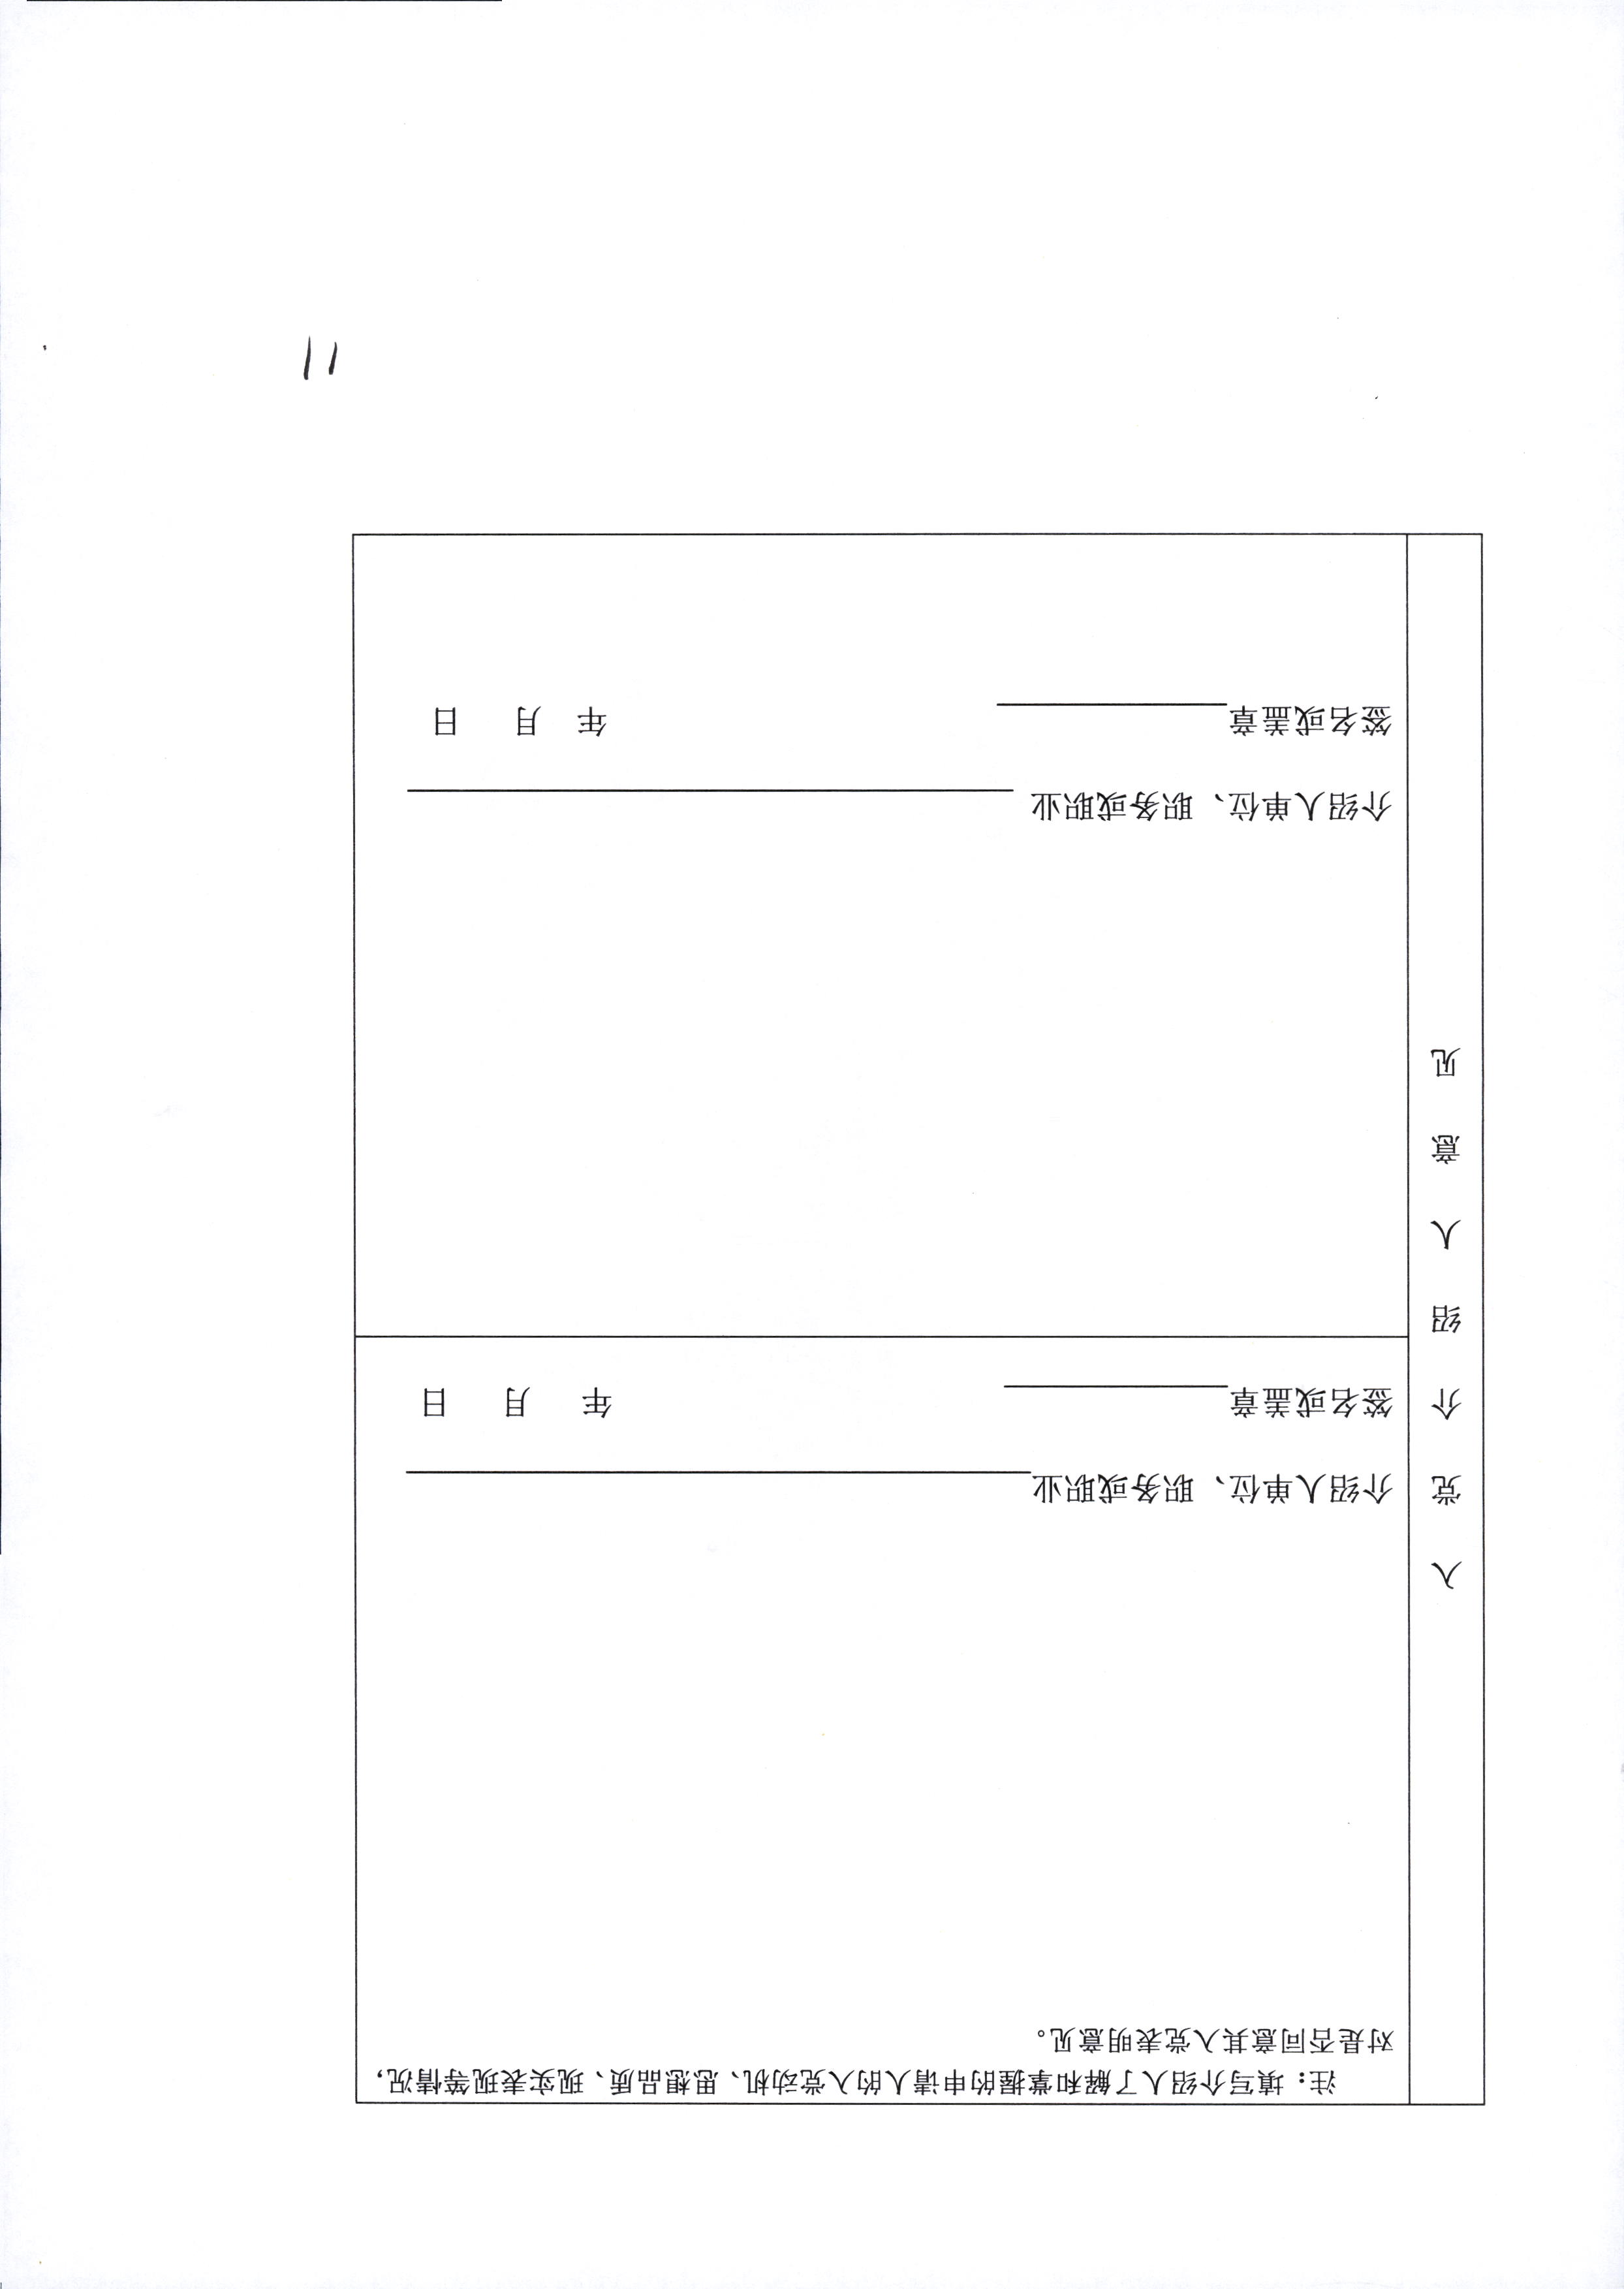 入党介绍人意见
注：填写介绍人了解和掌握的申请人的入党动机、思想品质、现实表现等情况，
对是否同意其入党表明意见。
介绍人单位、职务或职业
签名或盖章 年 月 日
介绍人单位、职务或职业
签名或盖章 年 月 日
11